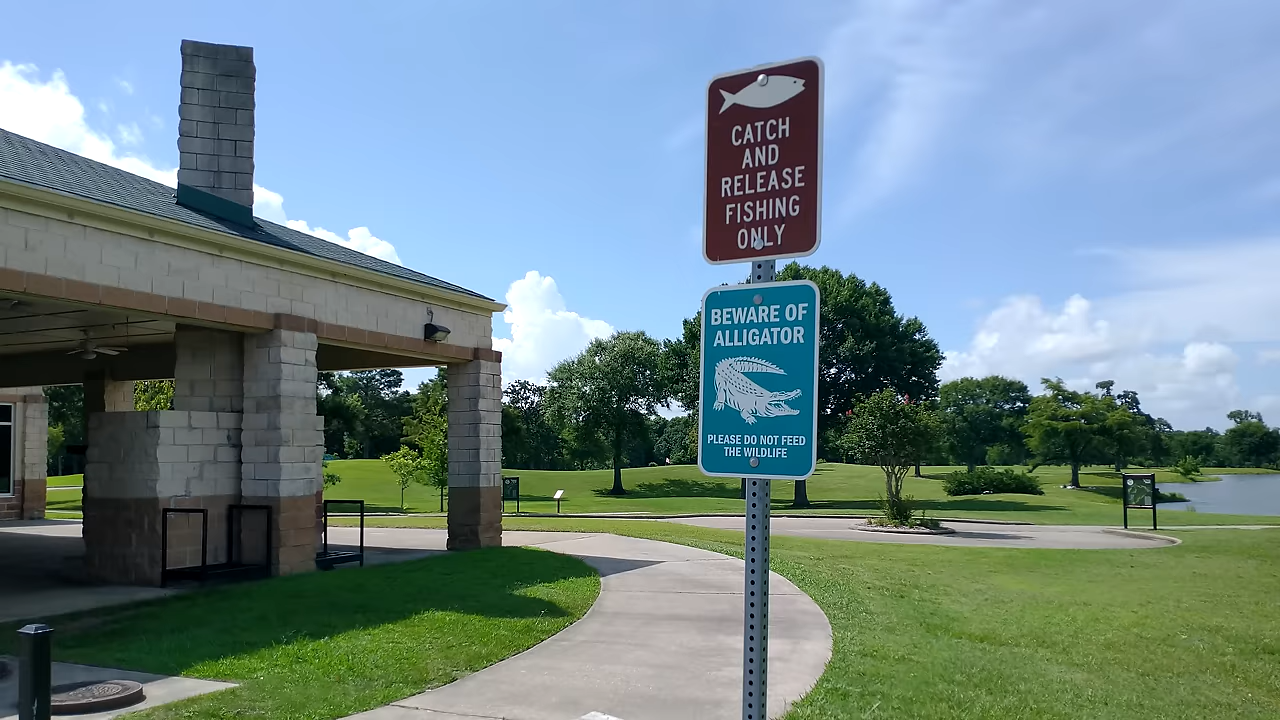 CATCH
AND
RELEASE
FISHING
ONLY
BEWARE OF
ALLIGATOR
PLEASE DO NOT FEED
THE WILDLIFE